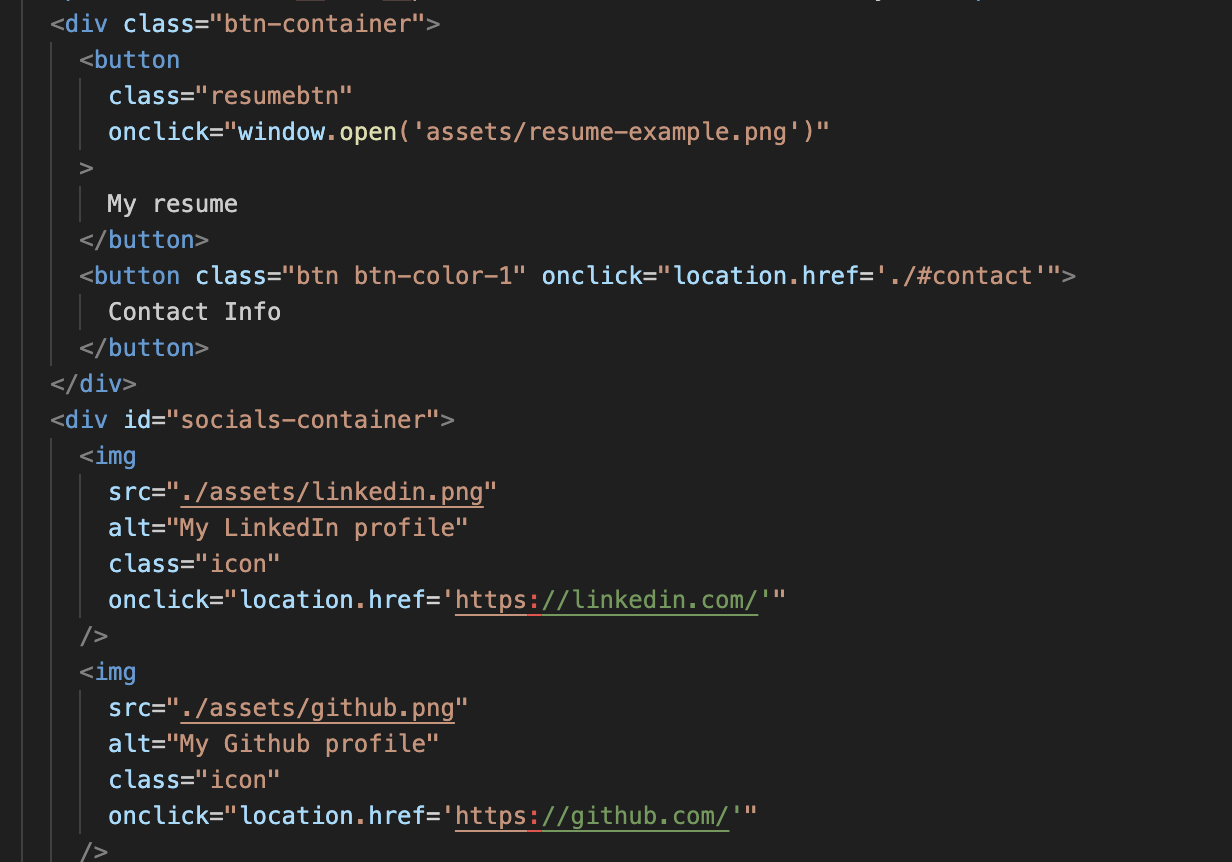 <div class="btn-container">
<button
class="resumebtn"
onclick="window.open('assets/resume-example.png')"
>
My resume
</button>
<button class="btn btn-color-1" onclick="location.href='./#contact'">
Contact Info
</button>
</div>
<div id="socials-container">
<img
src="./assets/linkedin.png"
alt="My LinkedIn profile"
class="icon"
onclick="location.href='https://linkedin.com/'"
/>
<img
src="./assets/github.png"
alt="My Github profile"
class="icon"
onclick="location.href='https://github.com/'"
/>